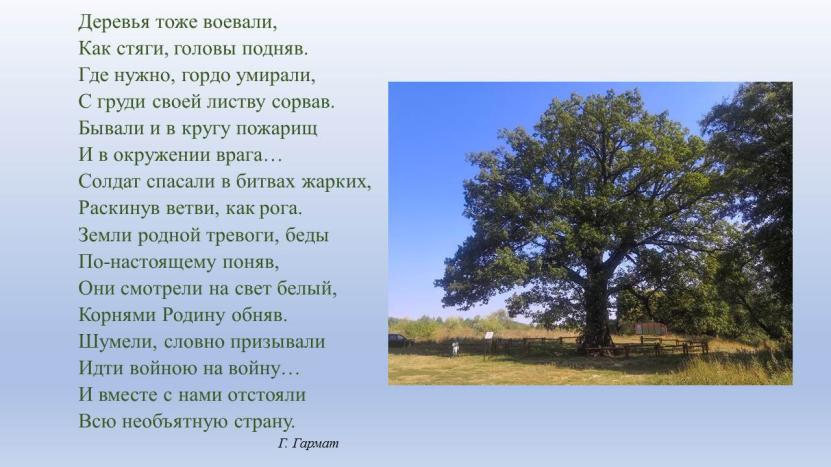 Деревья тоже воевали,
Как стяги, головы подняв.
Где нужно, гордо умирали,
С груди своей листву сорвав.
Бывали и в кругу пожарищ
И в окружении врага…
Солдат спасали в битвах жарких,
Раскинув ветви, как рога.
Земли родной тревоги, беды
По-настоящему поняв,
Они смотрели на свет белый,
Корнями Родину обняв.
Шумели, словно призывали
Идти войною на войну…
И вместе с нами отстояли
Всю необъятную страну.
Г. Гармат